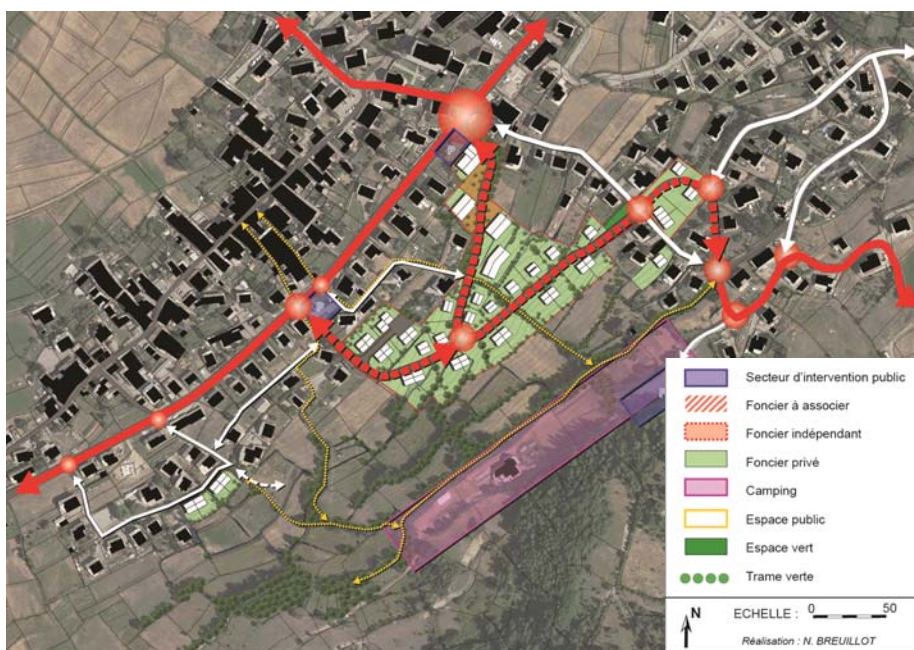 Secteur d'intervention public
Foncier à associer
Foncier indépendant
Foncier privé
Camping
Espace public
Espace vert
Trame verte
N
ECHELLE : 0 50
Réalisation : N. BREUILLOT